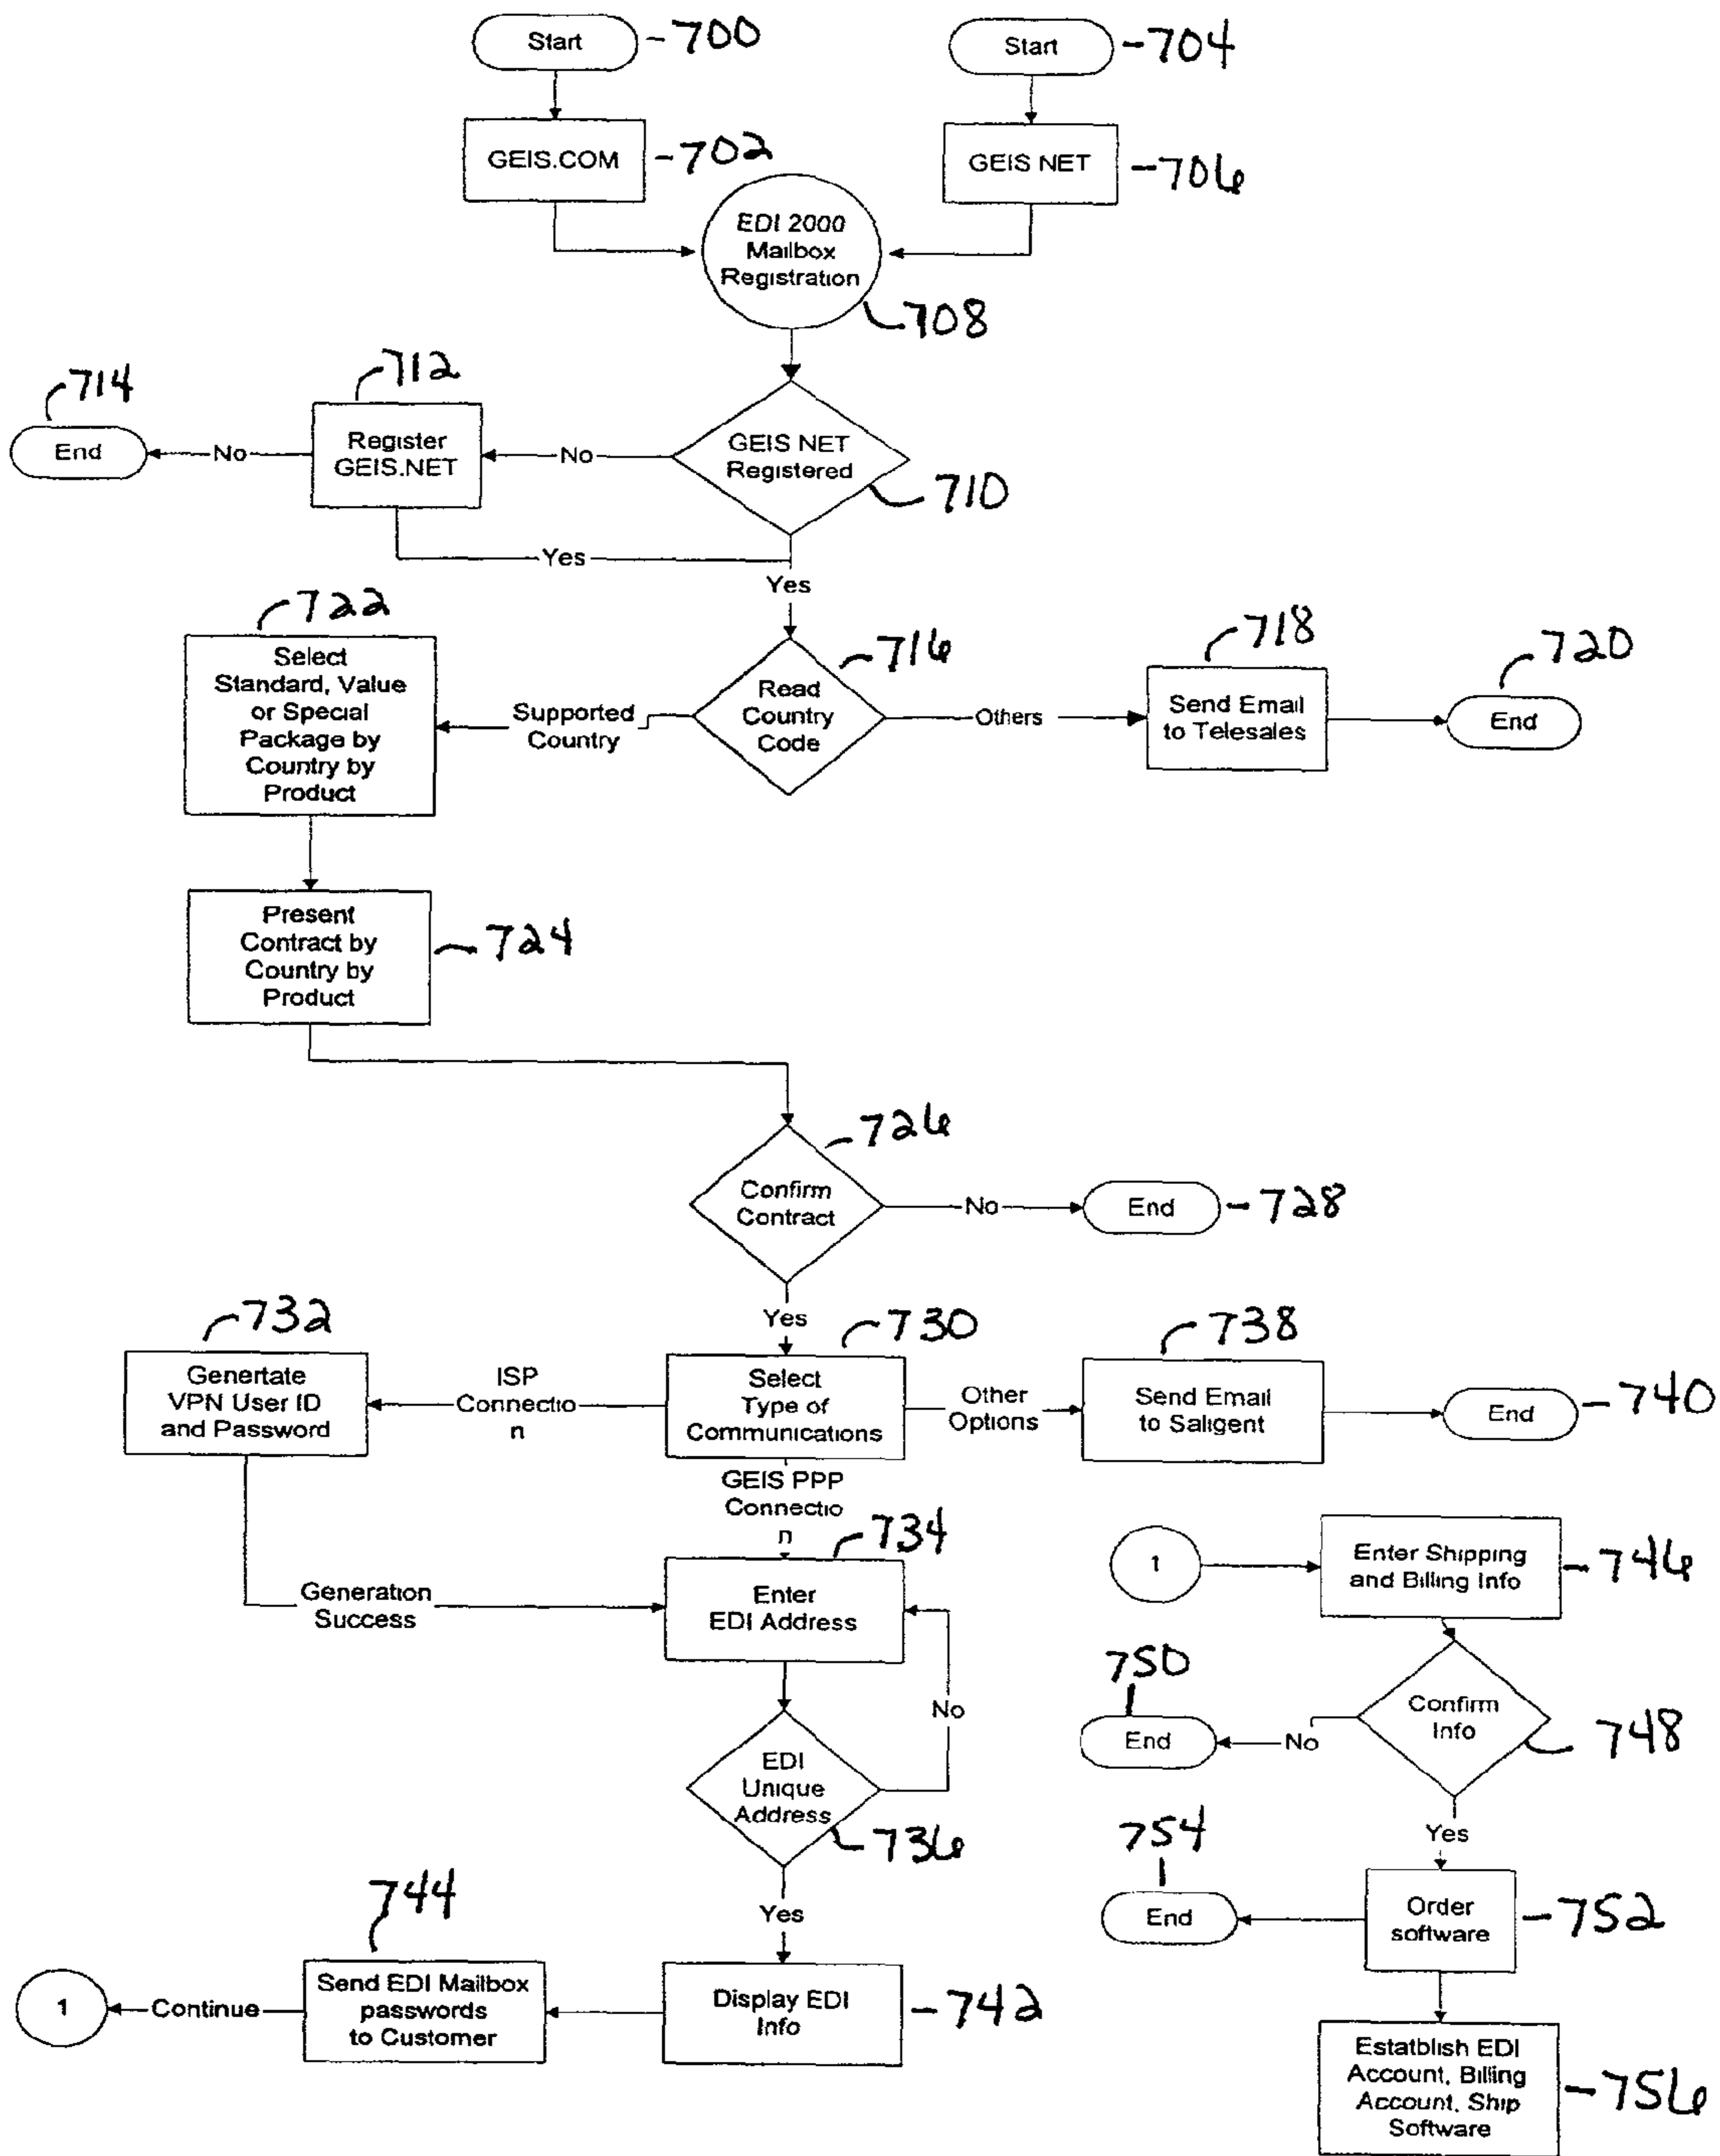 Start
-700
Start
-704
GEIS.COM
-702
GEIS NET
-706
EDI 2000
Mailbox
Registration
708
714
712
End
No
Register
GEIS.NET
No
GEIS NET
Registered
710
Yes
Yes
722
Select
Standard, Value
or Special
Package by
Country by
Product
Supported
Country
716
Read
Country
Code
Others
718
Send Email
to Telesales
720
End
Present
Contract by
Country by
Product
724
726
Confirm
Contract
No
End
-728
Yes
732
Genertate
VPN User ID
and Password
ISP
Connectio
n
730
Select
Type of
Communications
Other
Options
738
Send Email
to Saligent
End
-740
GEIS PPP
Connectio
n
734
Generation
Success
Enter
EDI Address
No
EDI
Unique
Address
736
Yes
744
Display EDI
Info
-742
Send EDI Mailbox
passwords
to Customer
Continue
1
1
Enter Shipping
and Billing Info
-746
750
End
No
Confirm
Info
748
Yes
754
End
Order
software
-752
Estatblish EDI
Account, Billing
Account, Ship
Software
-756